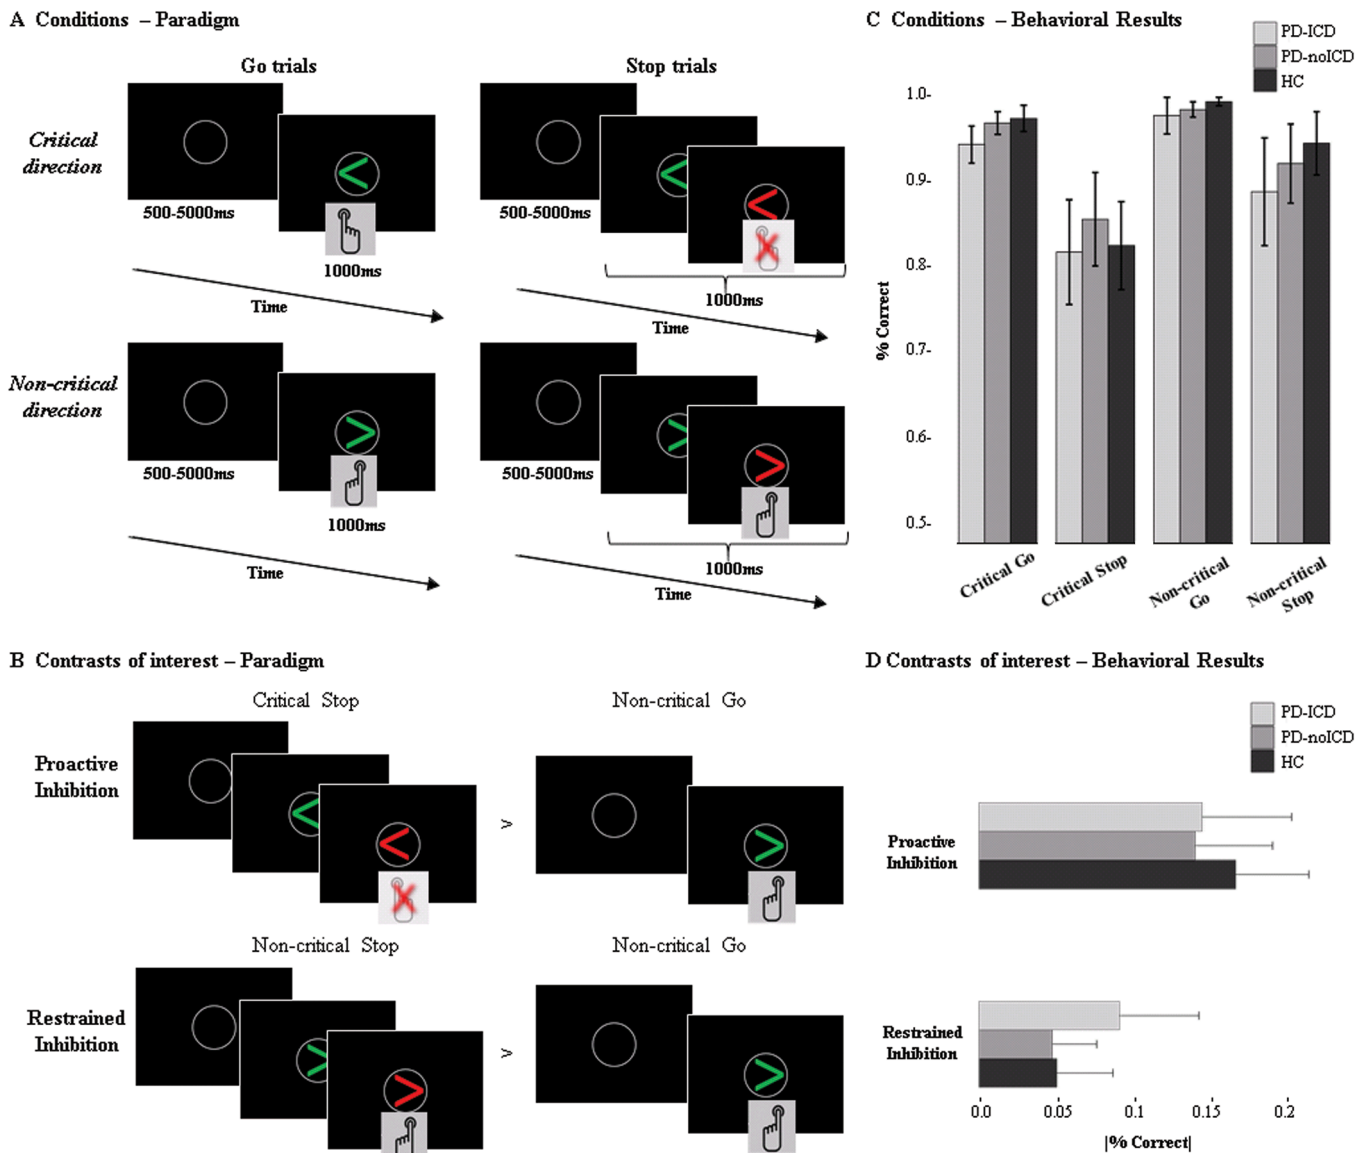 A Conditions – Paradigm
Go trials
Stop trials
Critical
direction
500-5000ms
1000ms
Time
500-5000ms
1000ms
Time
Non-critical
direction
500-5000ms
1000ms
Time
500-5000ms
1000ms
Time
C Conditions – Behavioral Results
PD-ICD
PD-noICD
HC
% Correct
1.0-
0.9-
0.8-
0.7-
0.6-
0.5-
Critical Go
Critical Stop
Non-critical
Go
Non-critical
Stop
B Contrasts of interest – Paradigm
Critical Stop
Non-critical Go
Proactive
Inhibition
>
Non-critical Stop
Non-critical Go
Restrained
Inhibition
>
D Contrasts of interest – Behavioral Results
PD-ICD
PD-noICD
HC
Proactive
Inhibition
Restrained
Inhibition
0.0 0.05 0.1 0.15 0.2
|% Correct|